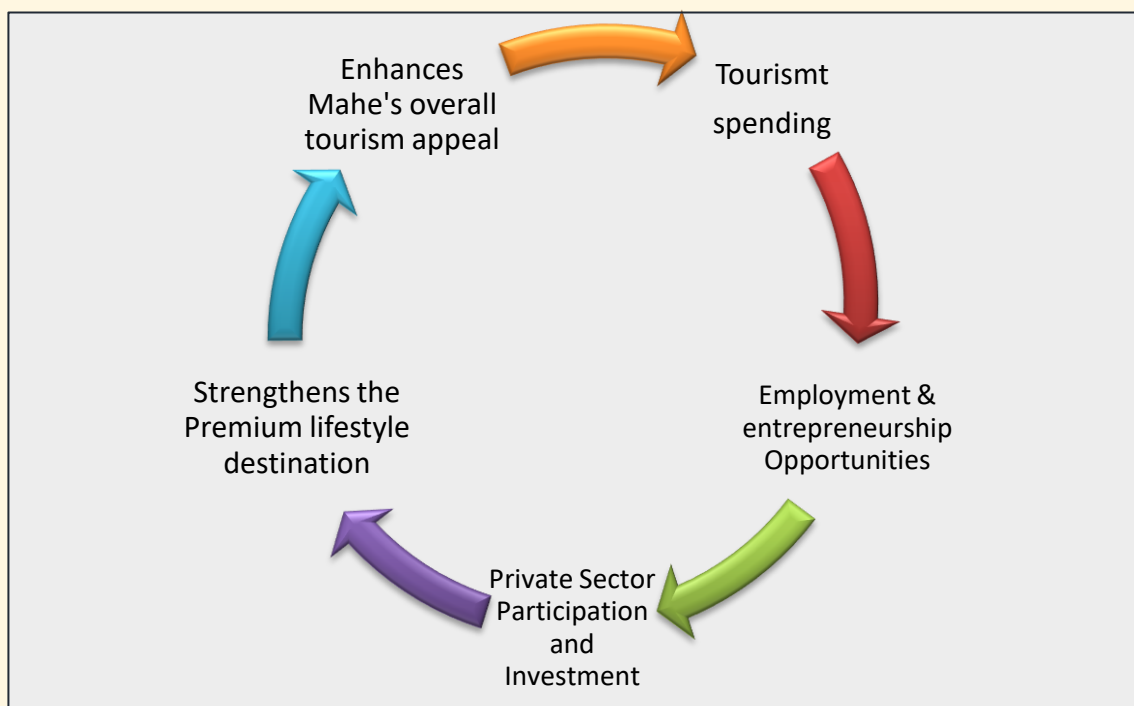 Enhances
Mahe's overall
tourism appeal
Tourismt
spending
Employment &
entrepreneurship
Opportunities
Private Sector
Participation
and
Investment
Strengthens the
Premium lifestyle
destination